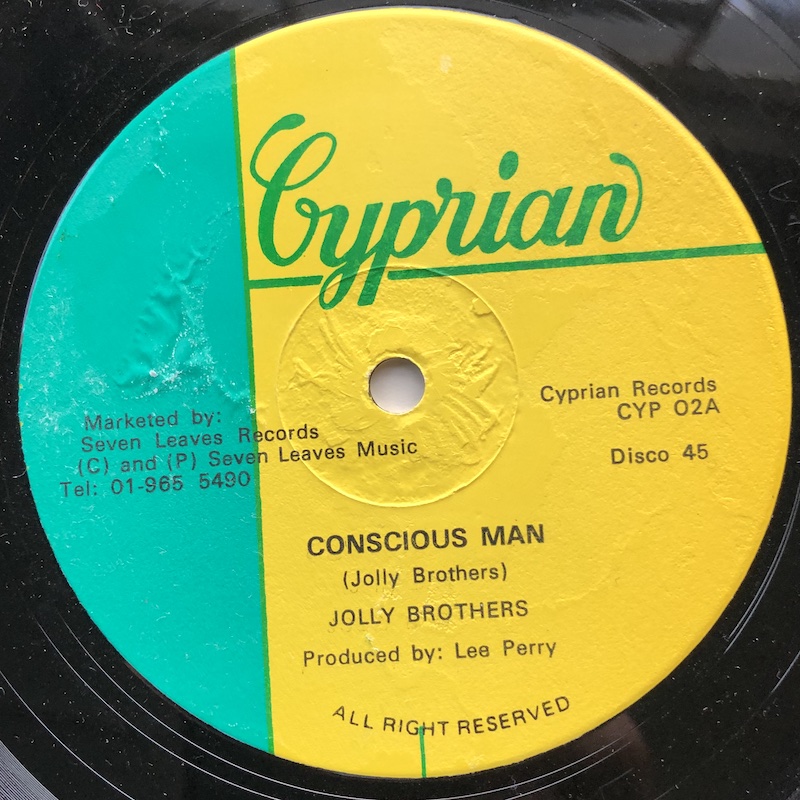 Cyprian
Cyprian Records
CYP 02A
Disco 45
Marketed by:
Seven Leaves Records
(C) and (P) Seven Leaves Music
Tel: 01-965 5490
CONSCIOUS MAN
(Jolly Brothers)
JOLLY BROTHERS
Produced by: Lee Perry
ALL RIGHT RESERVED